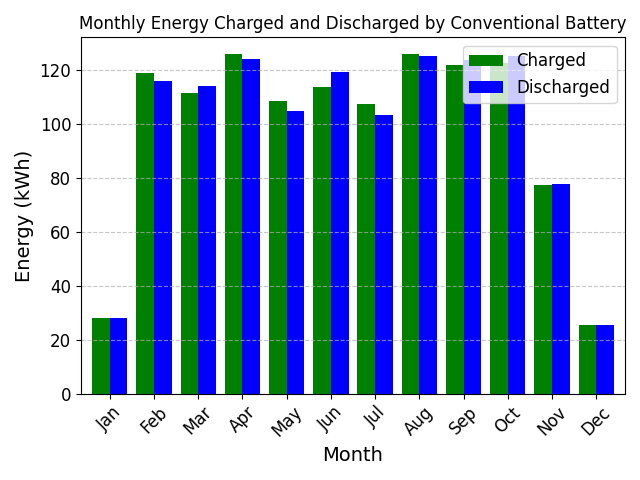 Monthly Energy Charged and Discharged by Conventional Battery
Charged
Discharged
Energy (kWh)
120
100
80
60
40
20
0
Jan Feb Mar Apr May Jun Jul Aug Sep Oct Nov Dec
Month